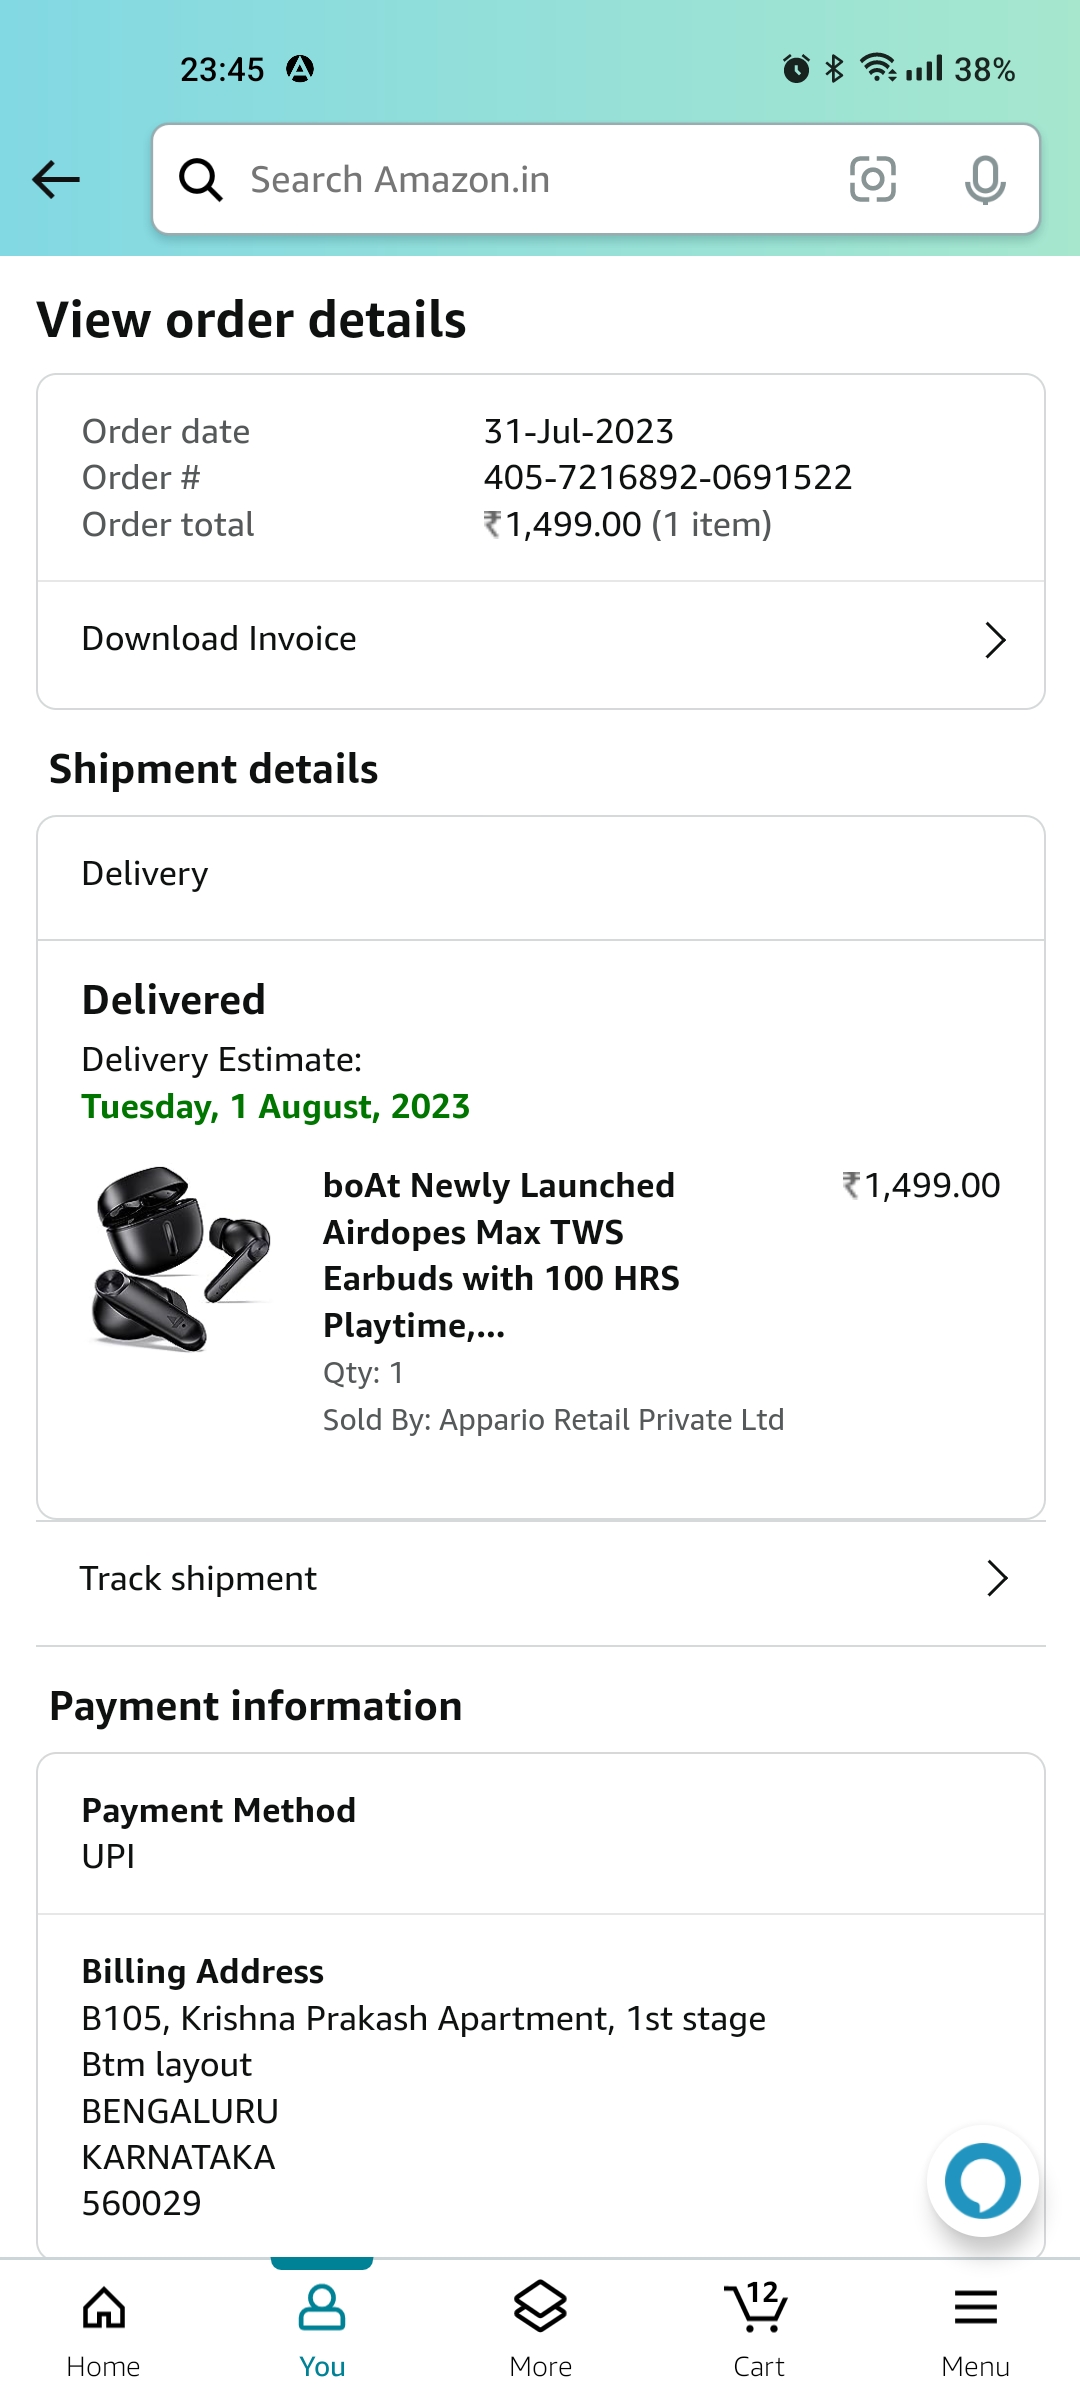 23:45
38%
Search Amazon.in
View order details
Order date 31-Jul-2023
Order # 405-7216892-0691522
Order total ₹1,499.00 (1 item)
Download Invoice
Shipment details
Delivery
Delivered
Delivery Estimate:
Tuesday, 1 August, 2023
boAt Newly Launched ₹1,499.00
Airdopes Max TWS
Earbuds with 100 HRS
Playtime,...
Qty: 1
Sold By: Appario Retail Private Ltd
Track shipment
Payment information
Payment Method
UPI
Billing Address
B105, Krishna Prakash Apartment, 1st stage
Btm layout
BENGALURU
KARNATAKA
560029
12
Home You More Cart Menu